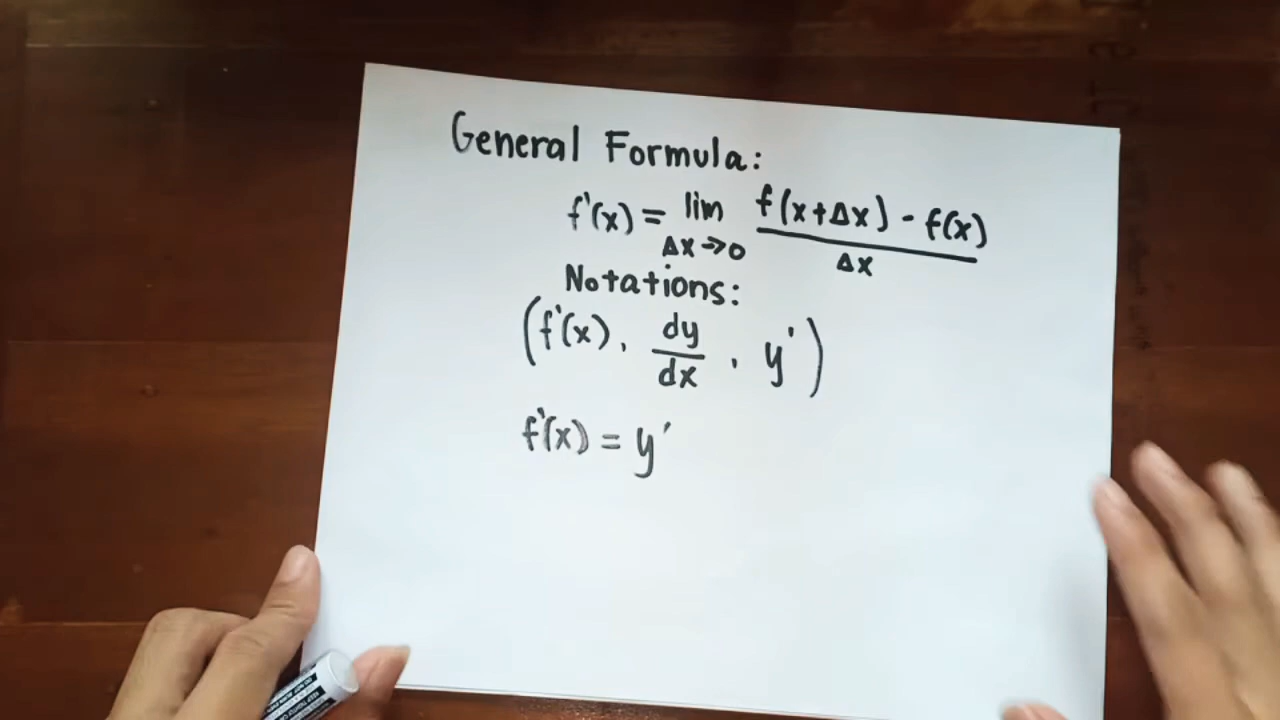 General Formula:
f'(x) = lim Δx→0 f(x+Δx) - f(x) / Δx
Notations:
(f'(x), dy/dx, y')
f'(x) = y'